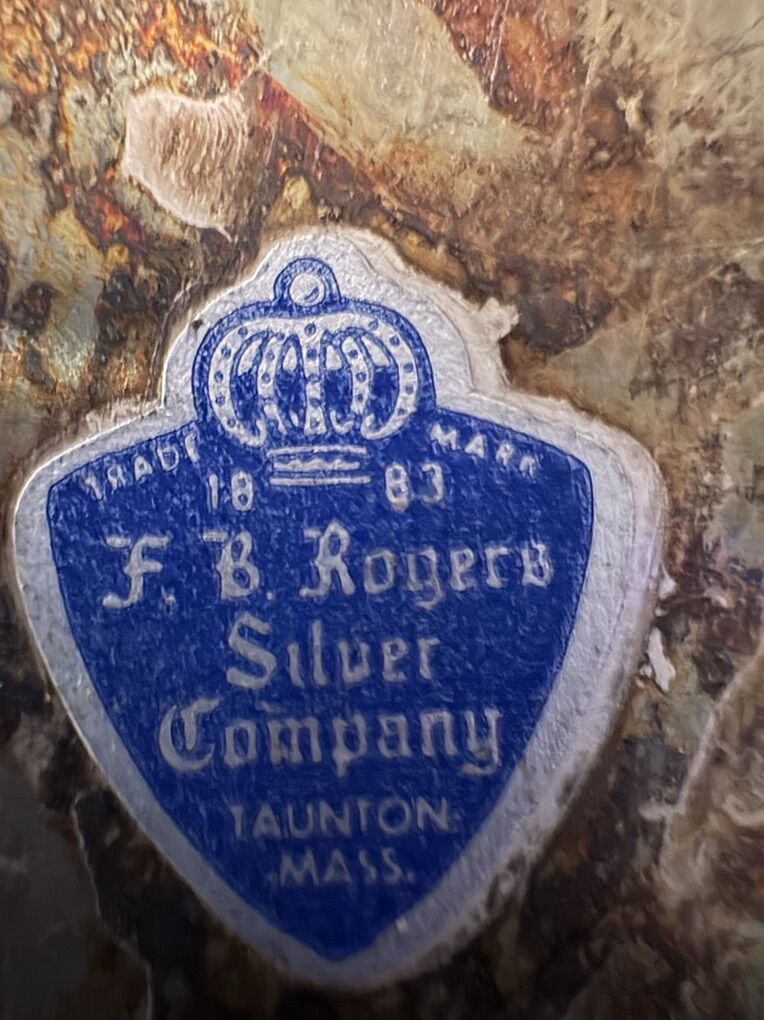 TRADE MARK
18 83
F. B. Rogers
Silver
Company
TAUNTON.
MASS.